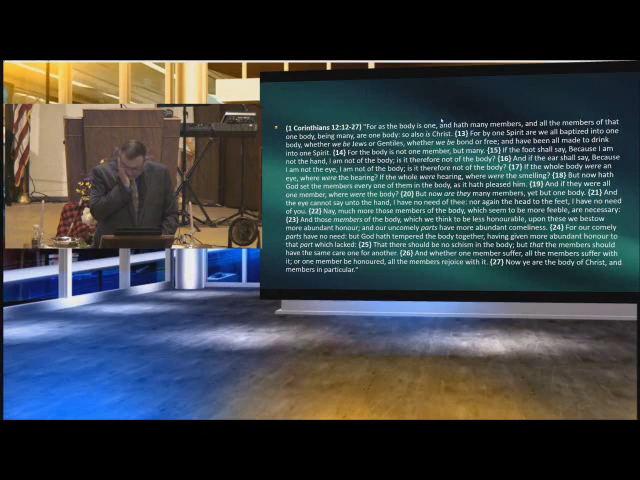 (1 Corinthians 12:12-27) "For as the body is one, and hath many members, and all the members of that
one body, being many, are one body: so also is Christ. (13) For by one Spirit are we all baptized into one
body, whether we be Jews or Gentiles, whether we be bond or free; and have been all made to drink
into one Spirit. (14) For the body is not one member, but many. (15) If the foot shall say, Because I am
not the hand, I am not of the body; is it therefore not of the body? (16) And if the ear shall say, Because
I am not the eye, I am not of the body; is it therefore not of the body? (17) If the whole body were an
eye, where were the hearing? If the whole were hearing, where were the smelling? (18) But now hath
God set the members every one of them in the body, as it hath pleased him. (19) And if they were all
one member, where were the body? (20) But now are they many members, yet but one body. (21) And
the eye cannot say unto the hand, I have no need of thee: nor again the head to the feet, I have no need
of you. (22) Nay, much more those members of the body, which seem to be more feeble, are necessary:
(23) And those members of the body, which we think to be less honourable, upon these we bestow
more abundant honour; and our uncomely parts have more abundant comeliness. (24) For our comely
parts have no need: but God hath tempered the body together, having given more abundant honour to
that part which lacked: (25) That there should be no schism in the body; but that the members should
have the same care one for another. (26) And whether one member suffer, all the members suffer with
it; or one member be honoured, all the members rejoice with it. (27) Now ye are the body of Christ, and
members in particular."